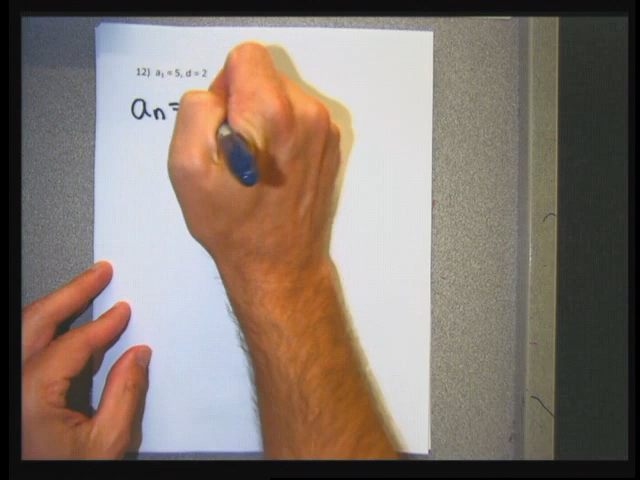 12) a₁ = 5, d = 2
aₙ =